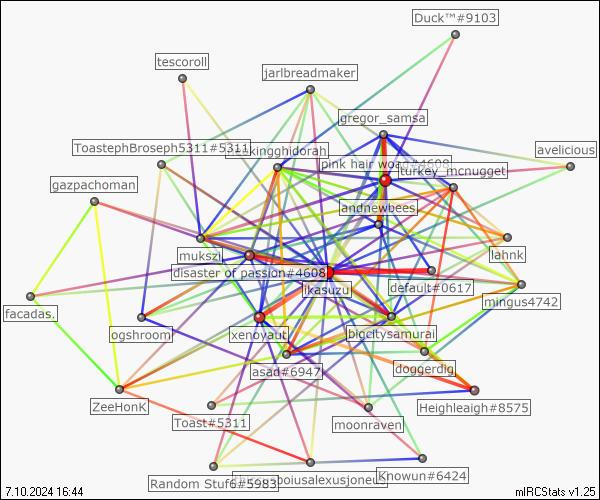 Duck™#9103
tescoroll
jarlbreadmaker
gregor_samsa
ToastephBroseph5311#5311
kingghidorah
pink hair woag#4608
avelicious
turkey_mcnugget
gazpachoman
andnewbees
mukszi
lahnk
disaster of passion#4608
ikasuzu
default#0617
mingus4742
facadas.
ogshroom
xenoyaut
bigcitysamurai
asad#6947
doggerdig
ZeeHonk
Toast#5311
moonraven
Heighleaigh#8575
Random Stuff#5983
boiusalexusjoneus
Knowun#6424
7.10.2024 16:44
mIRCStats v1.25